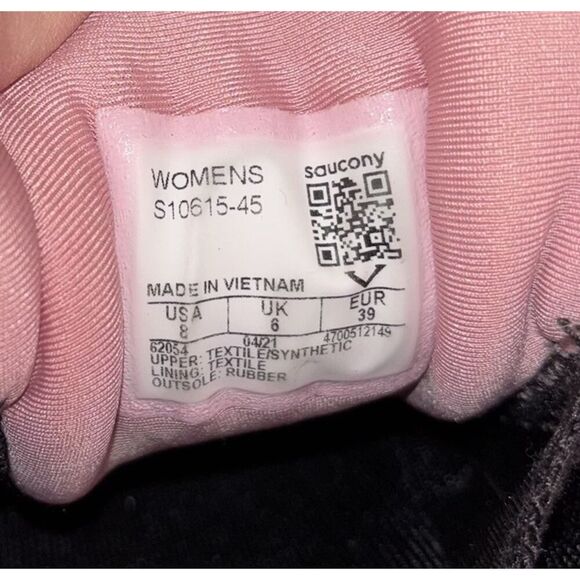 WOMENS
S10615-45
saucony
MADE IN VIETNAM
USA UK EUR
8 6 39
62054 04/21 4700512149
UPPER: TEXTILE/SYNTHETIC
LINING: TEXTILE
OUTSOLE: RUBBER